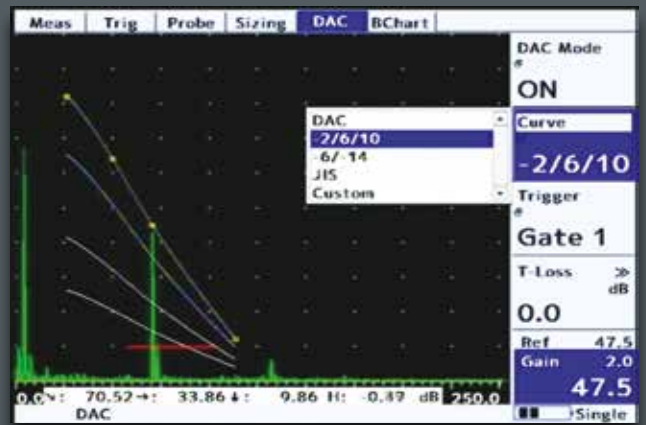 Meas Trig Probe Sizing DAC BChart
DAC Mode
ON
DAC
-2/6/10
-6/-14
JIS
Custom
Curve
-2/6/10
Trigger
Gate 1
T-Loss
dB
0.0
Ref 47.5
Gain 2.0
47.5
0.0 : 70.52 →: 33.86 ↓: 9.86 H: -0.49 dB 250.0
DAC
Single